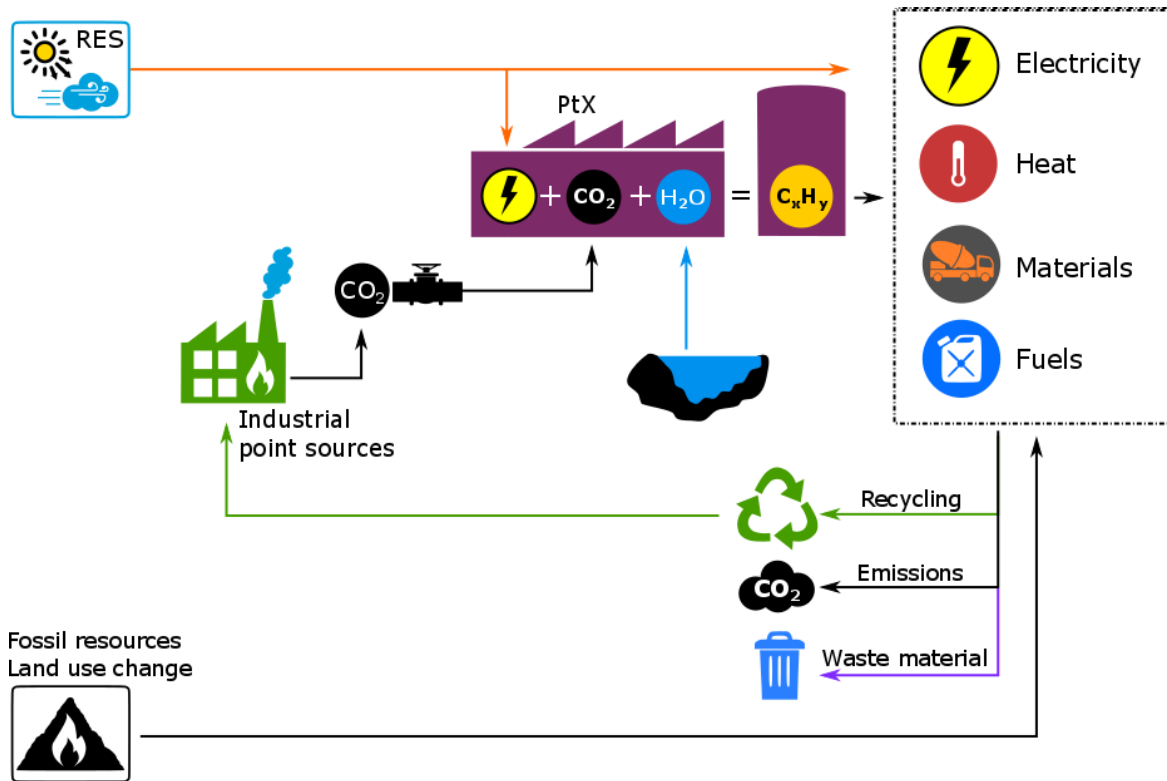 RES
PtX
+ CO₂ + H₂O = CₓHᵧ
Electricity
Heat
Materials
Fuels
CO₂
Industrial
point sources
Recycling
Emissions
CO₂
Waste material
Fossil resources
Land use change